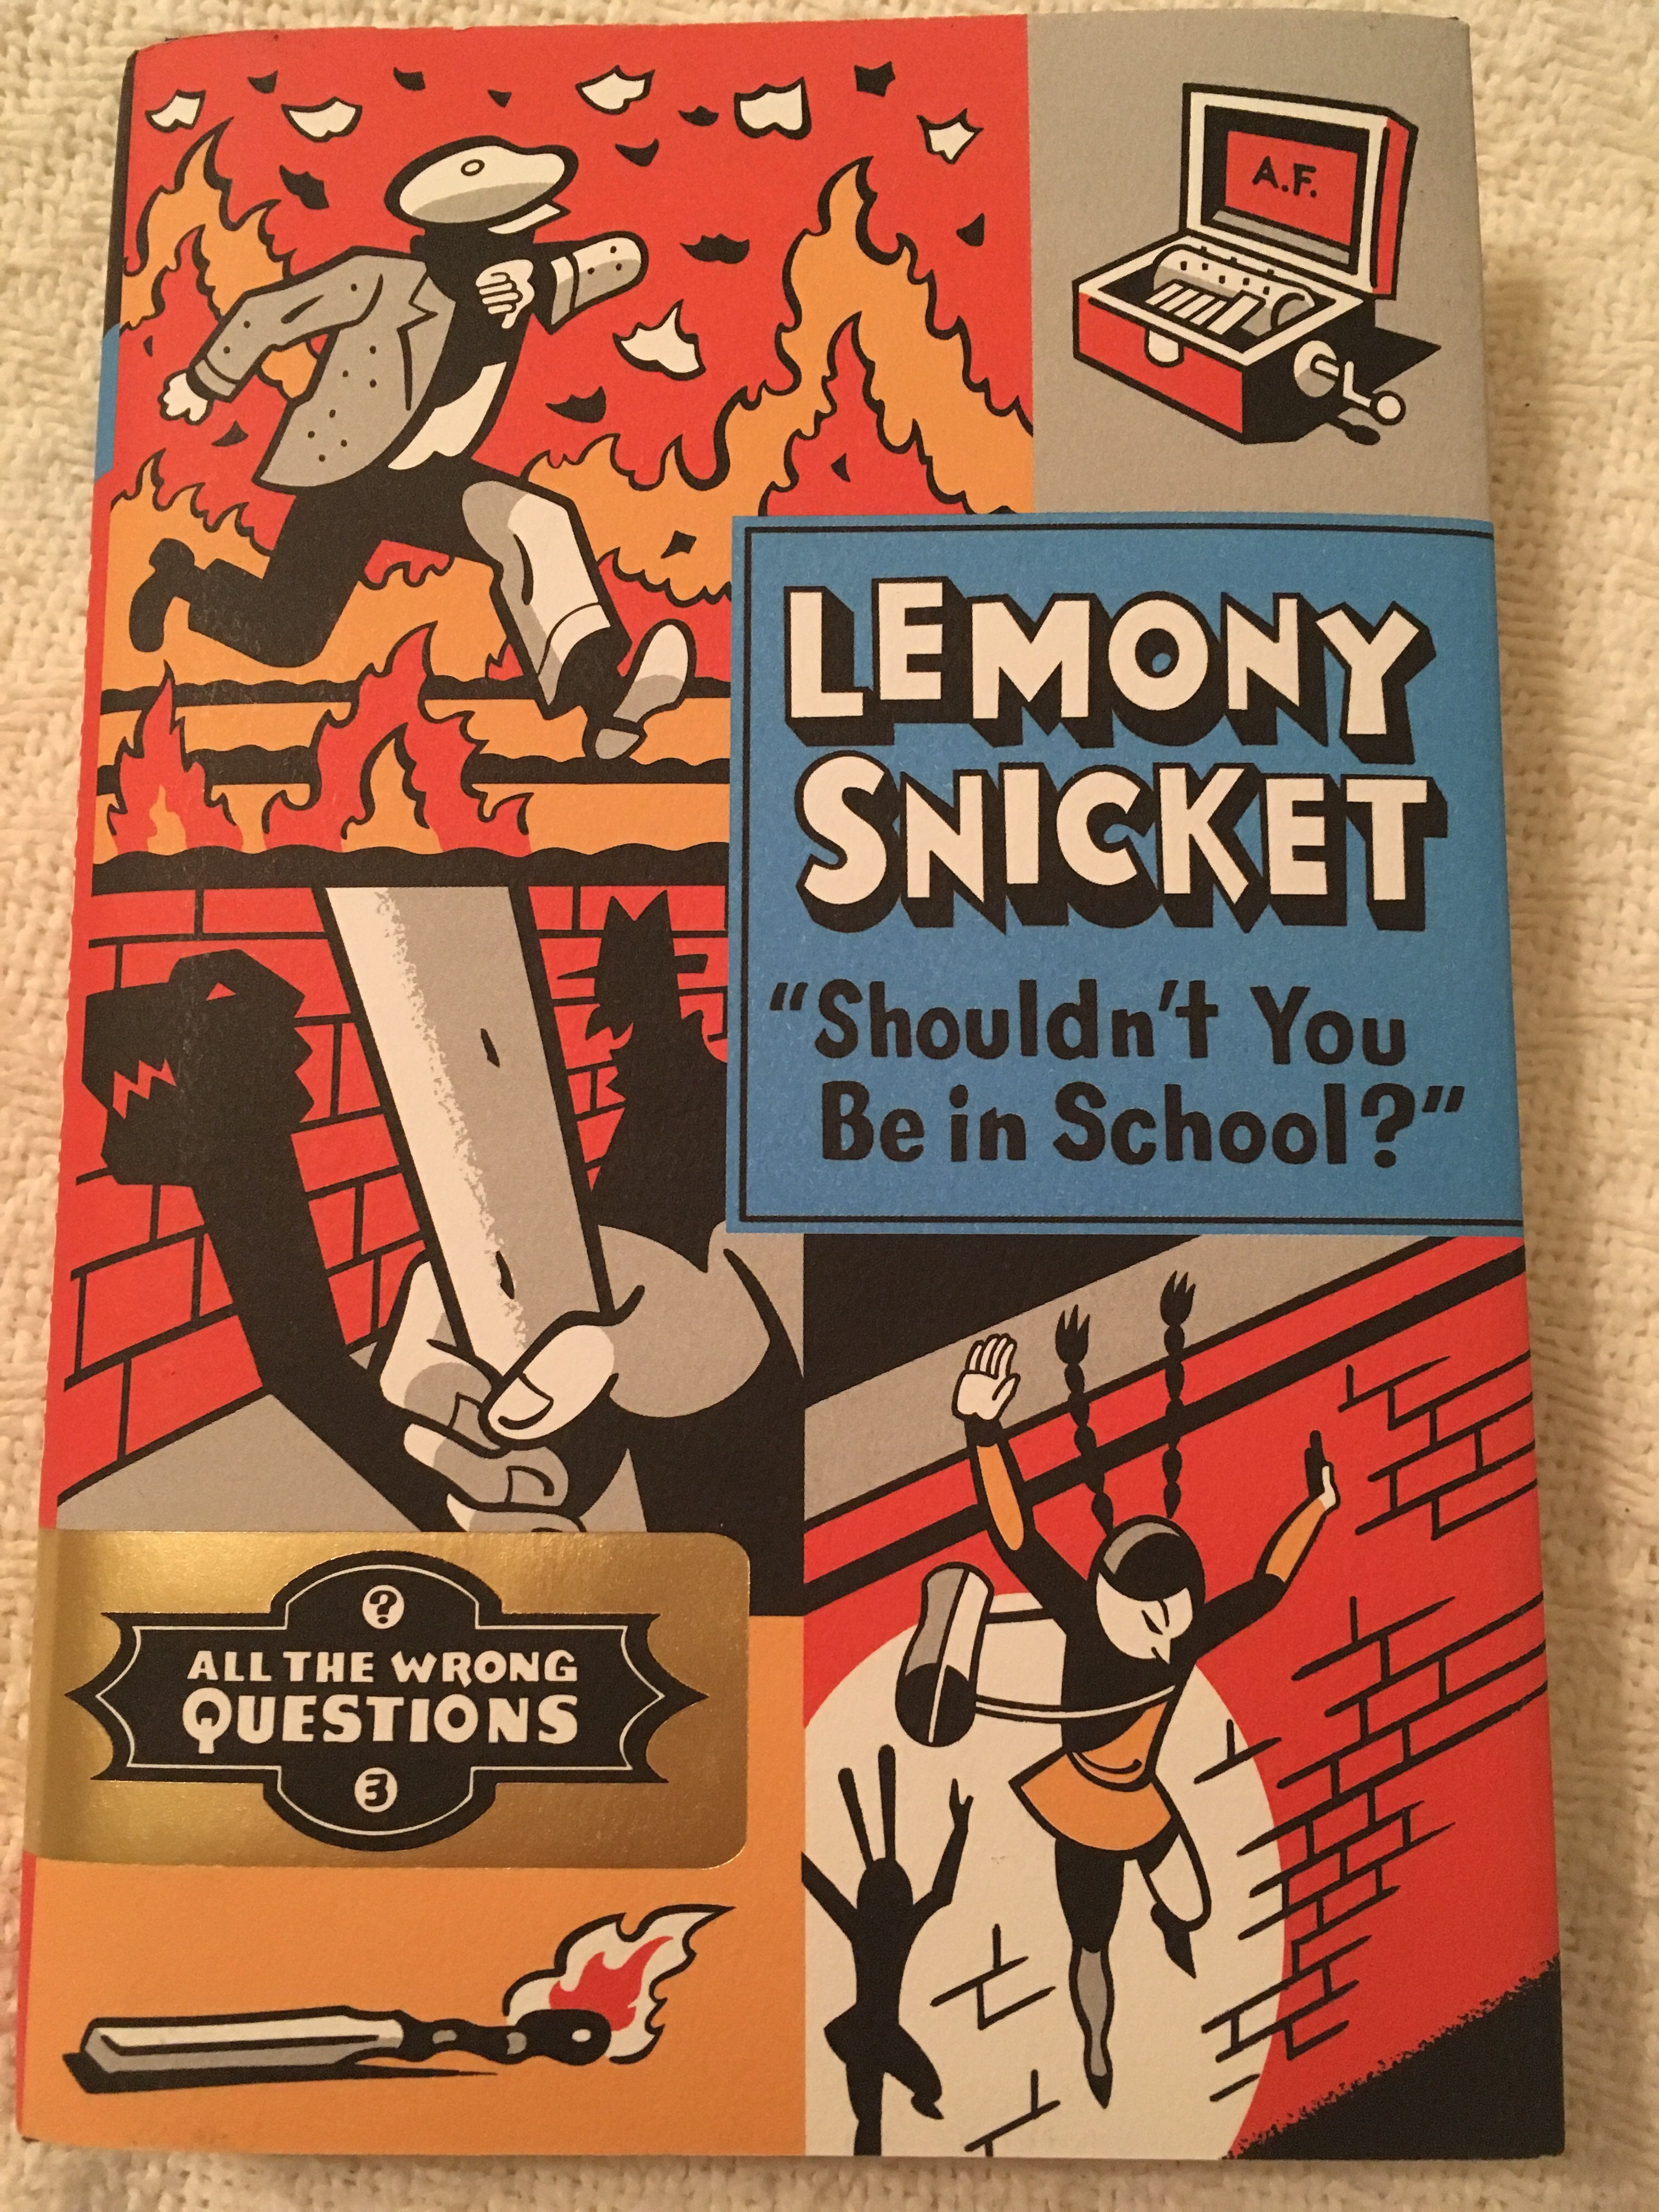 A.F.
LEMONY
SNICKET
“Shouldn't You
Be in School?”
?
ALL THE WRONG
QUESTIONS
3